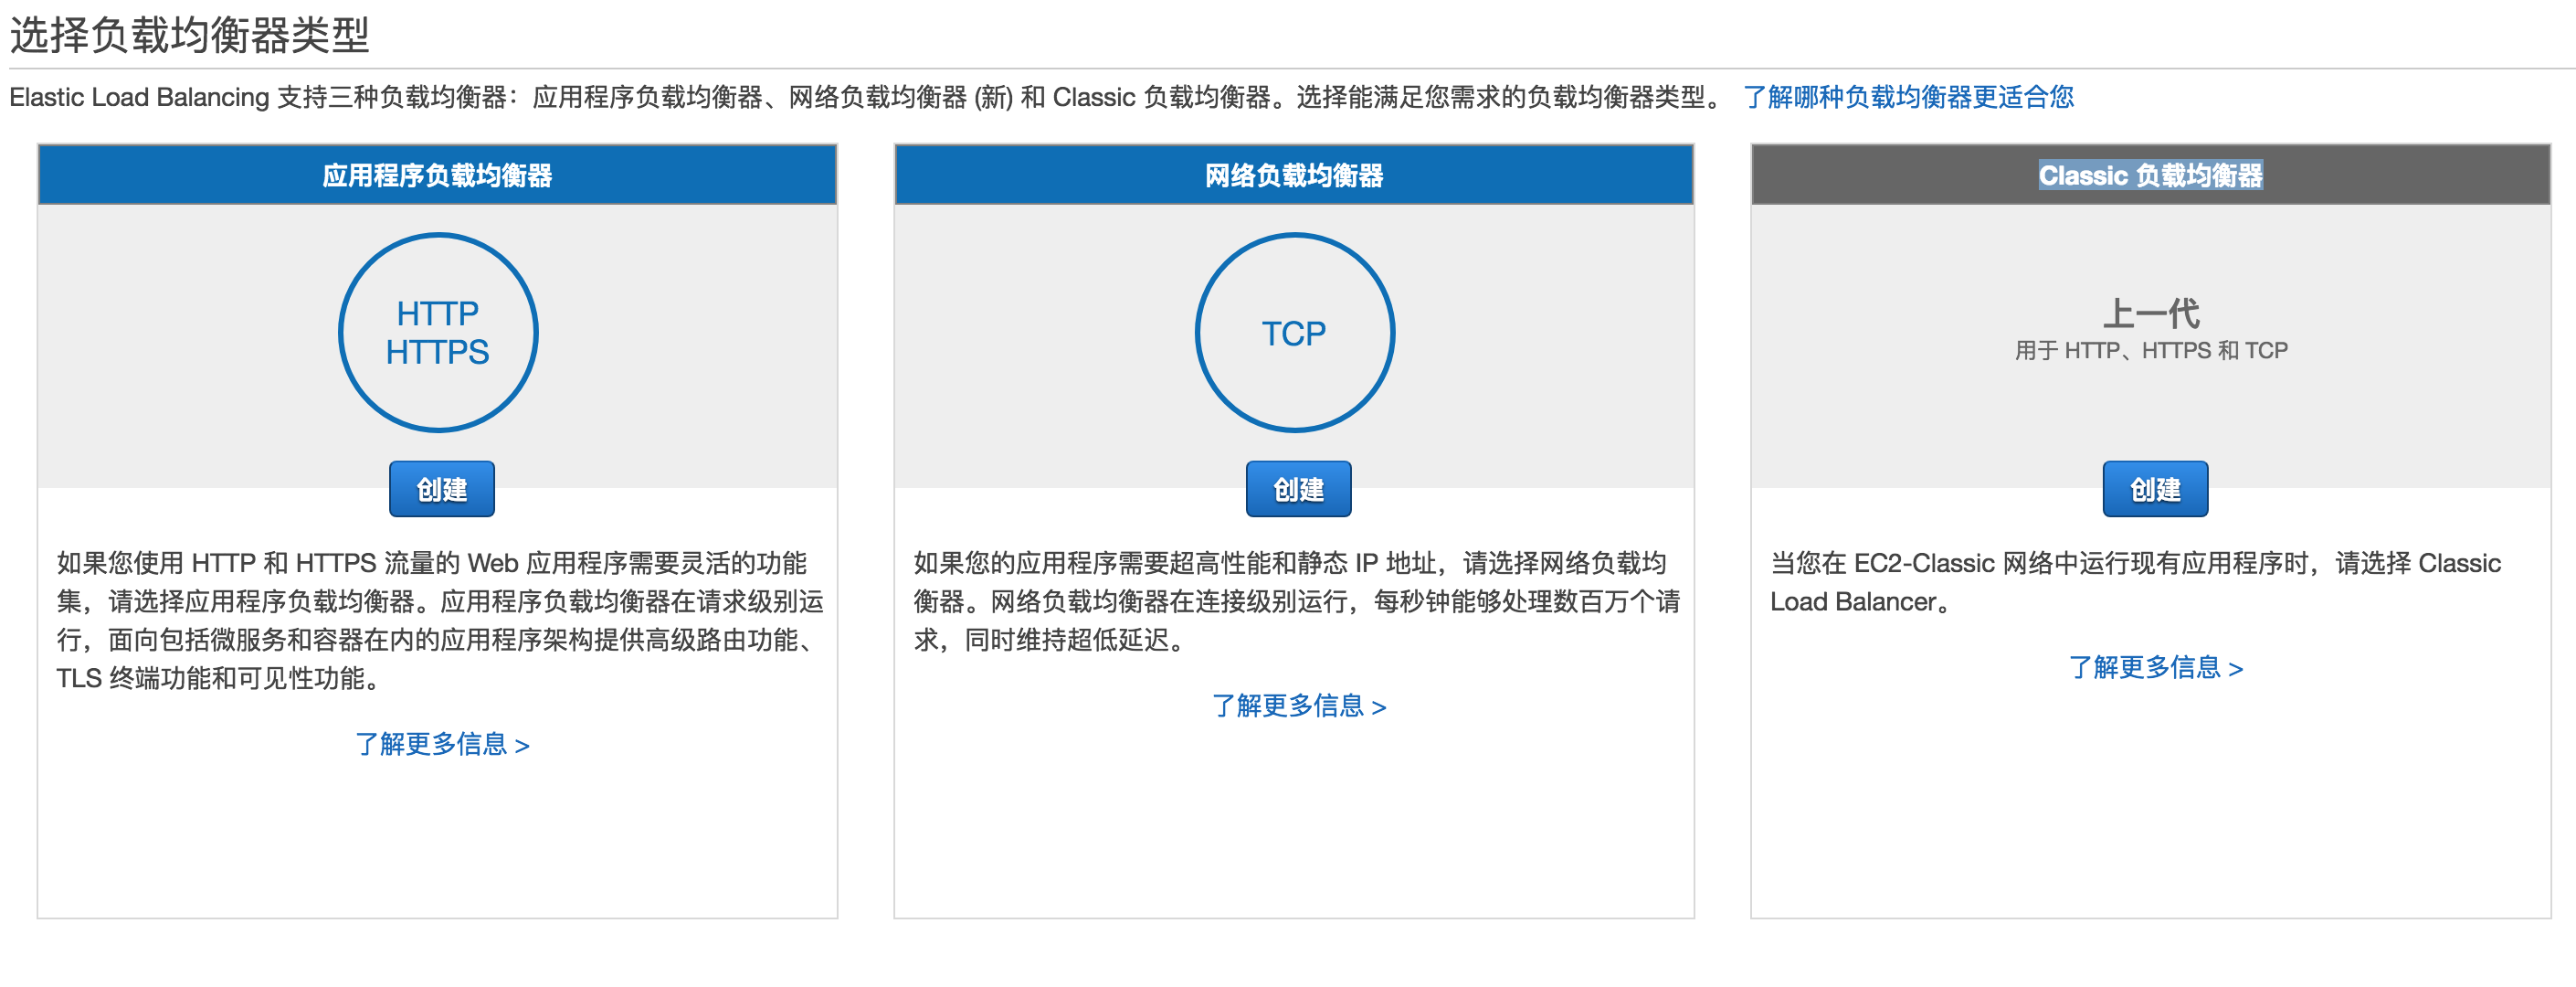 选择负载均衡器类型
Elastic Load Balancing 支持三种负载均衡器：应用程序负载均衡器、网络负载均衡器 (新) 和 Classic 负载均衡器。选择能满足您需求的负载均衡器类型。 了解哪种负载均衡器更适合您
应用程序负载均衡器
HTTP
HTTPS
创建
如果您使用 HTTP 和 HTTPS 流量的 Web 应用程序需要灵活的功能
集，请选择应用程序负载均衡器。应用程序负载均衡器在请求级别运
行，面向包括微服务和容器在内的应用程序架构提供高级路由功能、
TLS 终端功能和可见性功能。
了解更多信息 >
网络负载均衡器
TCP
创建
如果您的应用程序需要超高性能和静态 IP 地址，请选择网络负载均
衡器。网络负载均衡器在连接级别运行，每秒钟能够处理数百万个请
求，同时维持超低延迟。
了解更多信息 >
Classic 负载均衡器
上一代
用于 HTTP、HTTPS 和 TCP
创建
当您在 EC2-Classic 网络中运行现有应用程序时，请选择 Classic
Load Balancer。
了解更多信息 >